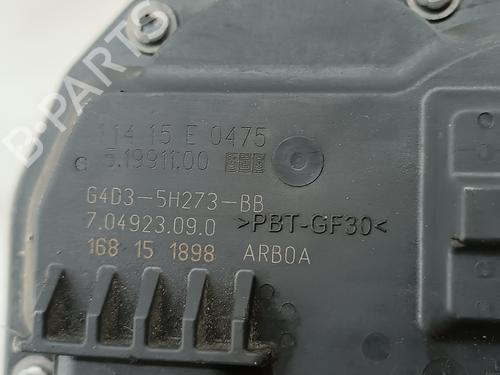 B-PARTS
114 15 E 0475
G 5.19911.00
G4D3-5H273-BB
7.04923.09.0 >PBT-GF30<
168 15 1898 ARB0A